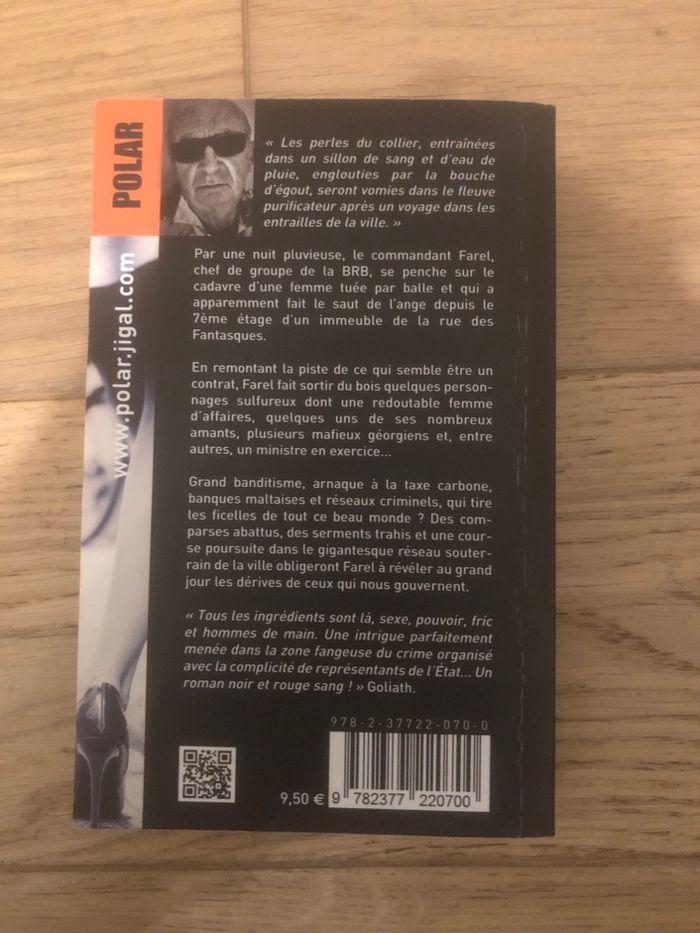 POLAR
www.polar.jigal.com
« Les perles du collier, entraînées
dans un sillon de sang et d'eau de
pluie, englouties par la bouche
d'égout, seront vomies dans le fleuve
purificateur après un voyage dans les
entrailles de la ville. »
Par une nuit pluvieuse, le commandant Farel,
chef de groupe de la BRB, se penche sur le
cadavre d'une femme tuée par balle et qui a
apparemment fait le saut de l'ange depuis le
7ème étage d'un immeuble de la rue des
Fantasques.
En remontant la piste de ce qui semble être un
contrat, Farel fait sortir du bois quelques person-
nages sulfureux dont une redoutable femme
d'affaires, quelques uns de ses nombreux
amants, plusieurs mafieux géorgiens et, entre
autres, un ministre en exercice...
Grand banditisme, arnaque à la taxe carbone,
banques maltaises et réseaux criminels, qui tire
les ficelles de tout ce beau monde ? Des com-
parses abattus, des serments trahis et une cour-
se poursuite dans le gigantesque réseau souter-
rain de la ville obligeront Farel à révéler au grand
jour les dérives de ceux qui nous gouvernent.
« Tous les ingrédients sont là, sexe, pouvoir, fric
et hommes de main. Une intrigue parfaitement
menée dans la zone fangeuse du crime organisé
avec la complicité de représentants de l'État... Un
roman noir et rouge sang ! » Goliath.
978-2-37722-070-0
9,50 €
9 782377 220700